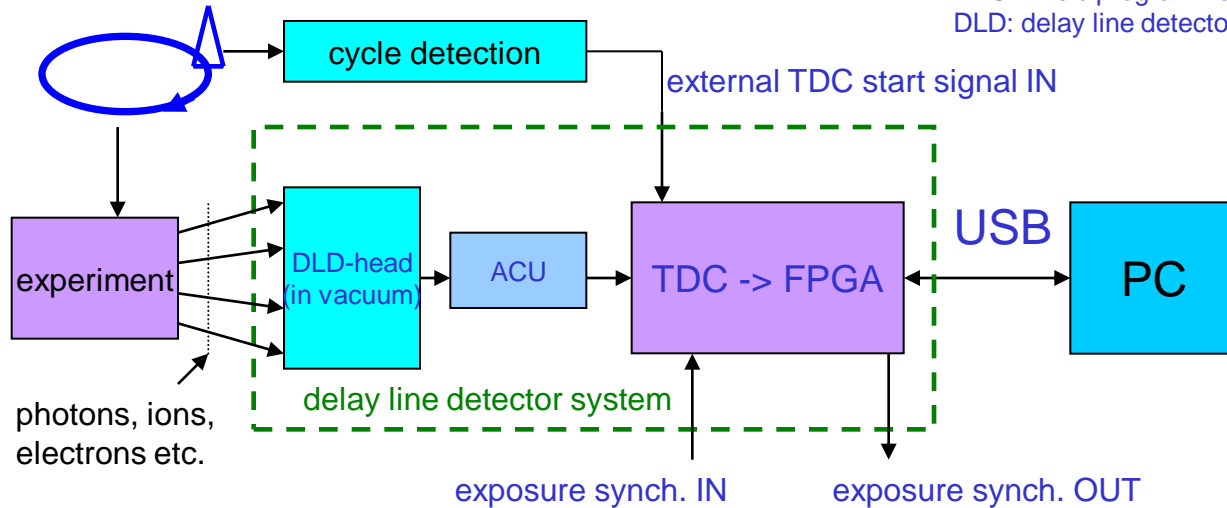 DLD: delay line detecto
cycle detection
external TDC start signal IN
experiment
DLD-head
(in vacuum)
ACU
TDC -> FPGA
USB
PC
delay line detector system
photons, ions,
electrons etc.
exposure synch. IN
exposure synch. OUT